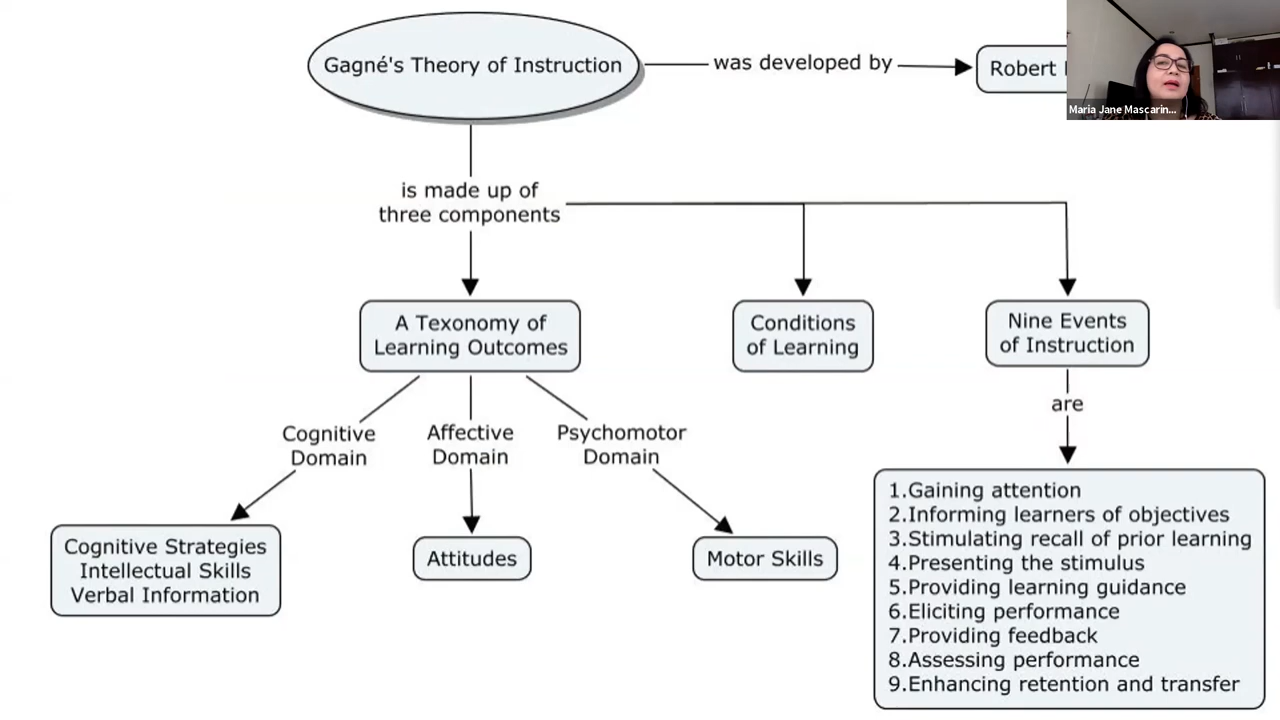 Gagné's Theory of Instruction
was developed by
Robert
Maria Jane Mascarin...
is made up of
three components
A Texonomy of
Learning Outcomes
Conditions
of Learning
Nine Events
of Instruction
are
Cognitive
Domain
Affective
Domain
Psychomotor
Domain
Cognitive Strategies
Intellectual Skills
Verbal Information
Attitudes
Motor Skills
1.Gaining attention
2.Informing learners of objectives
3.Stimulating recall of prior learning
4.Presenting the stimulus
5.Providing learning guidance
6.Eliciting performance
7.Providing feedback
8.Assessing performance
9.Enhancing retention and transfer